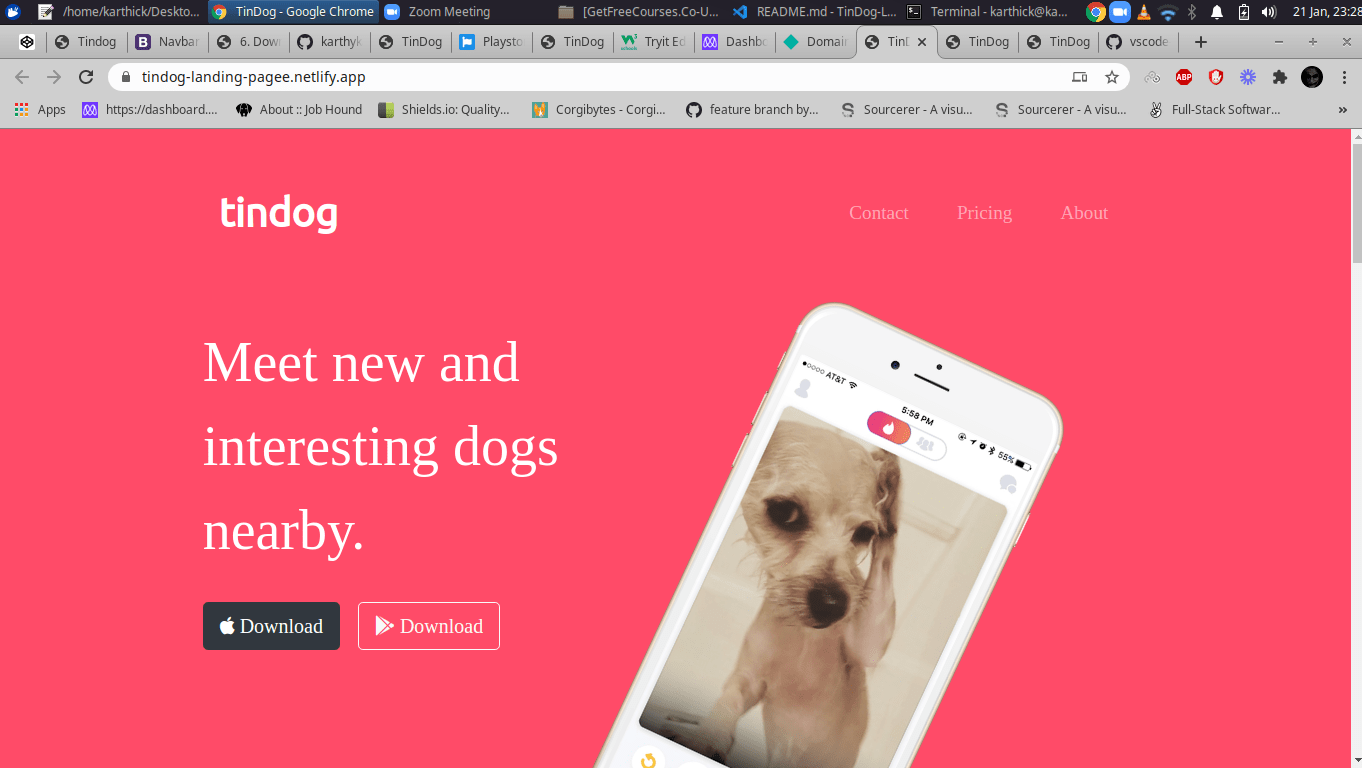 /home/karthick/Deskto...
TinDog - Google Chrome
Zoom Meeting
[GetFreeCourses.Co-U...
README.md - TinDog-L...
Terminal - karthick@ka...
21 Jan, 23:28
Tindog
Navbar
6. Dow
karthyk
TinDog
Playsto
TinDog
W3 schools
Tryit Ed
Dashbo
Domain
TinD
TinDog
TinDog
vscode
tindog-landing-pagee.netlify.app
ABP
Apps
https://dashboard....
About :: Job Hound
Shields.io: Quality...
Corgibytes - Corgi...
feature branch by...
Sourcerer - A visu...
Sourcerer - A visu...
Full-Stack Softwar...
»
tindog
Contact
Pricing
About
AT&T
5:58 PM
55%
Meet new and
interesting dogs
nearby.
Download
Download